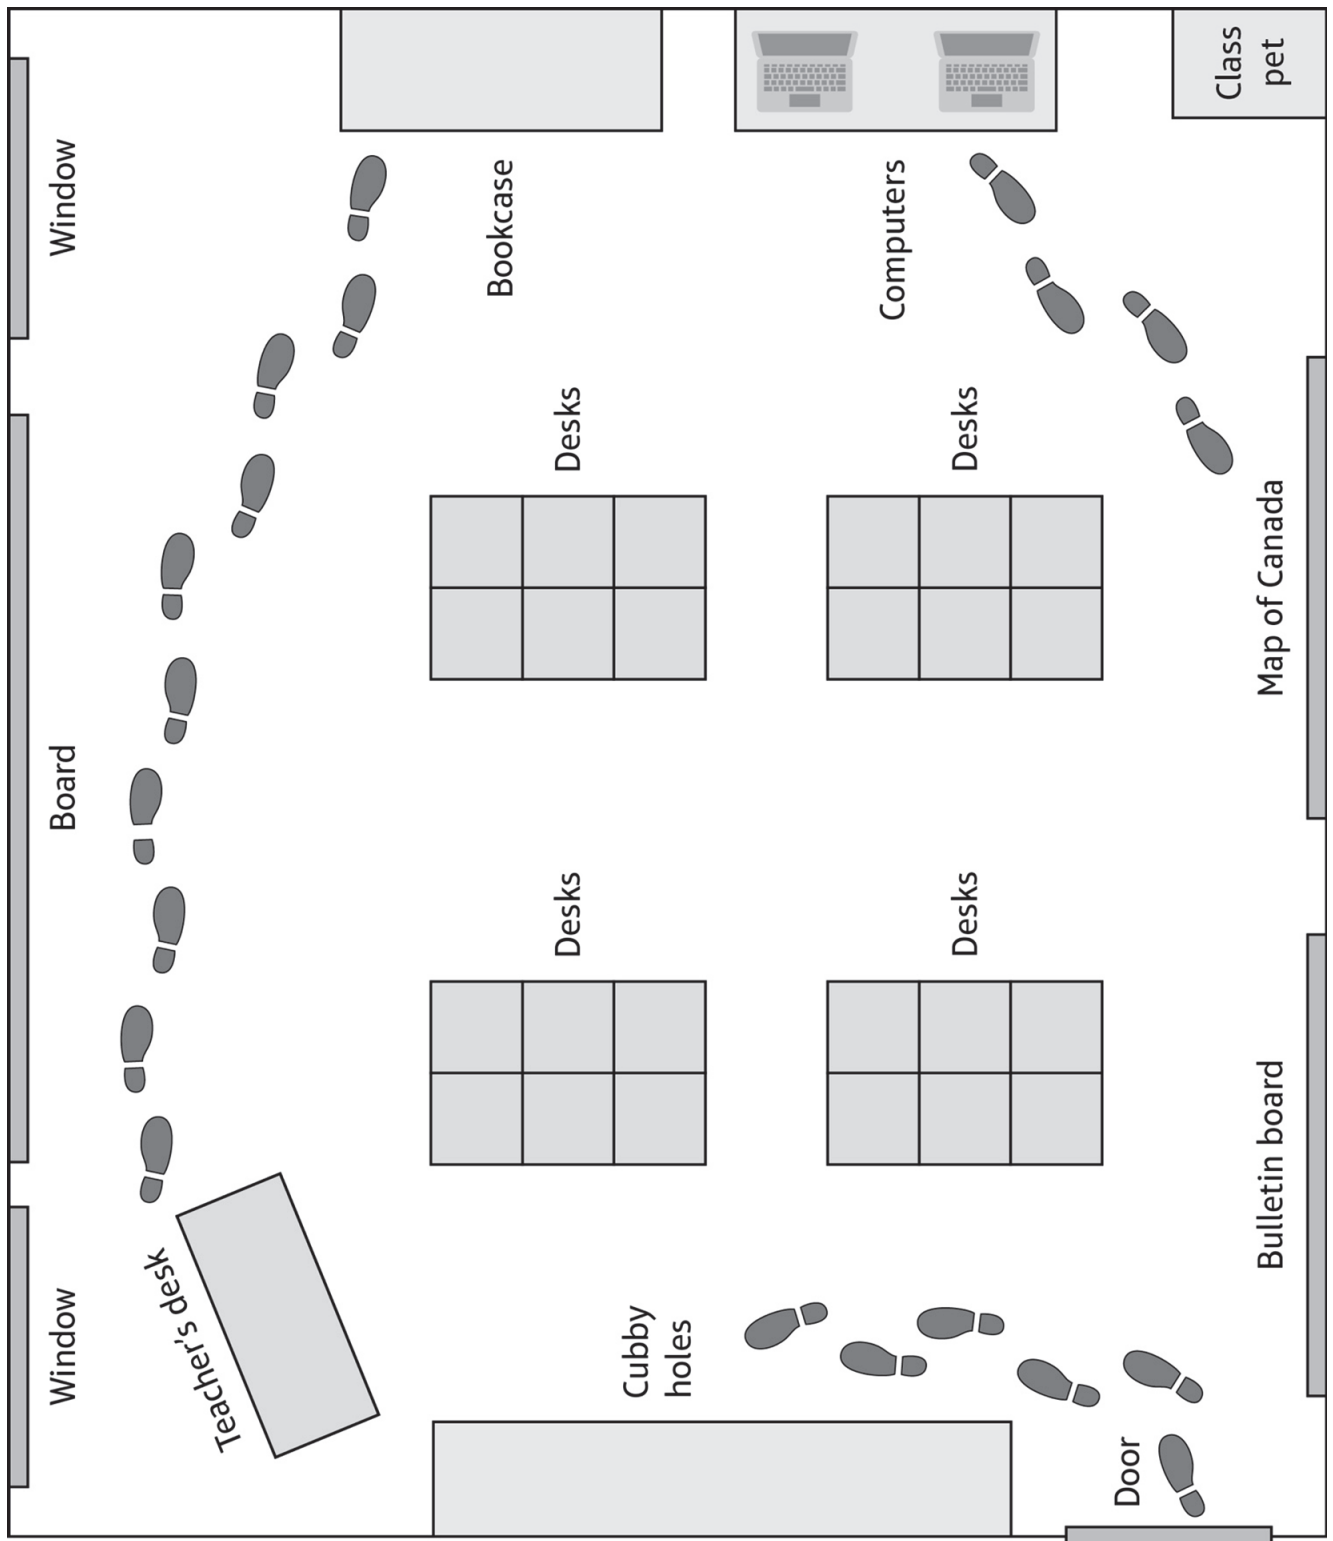 Class
pet
Window
Bookcase
Computers
Desks
Desks
Map of Canada
Board
Desks
Desks
Bulletin board
Teacher's desk
Window
Cubby
holes
Door